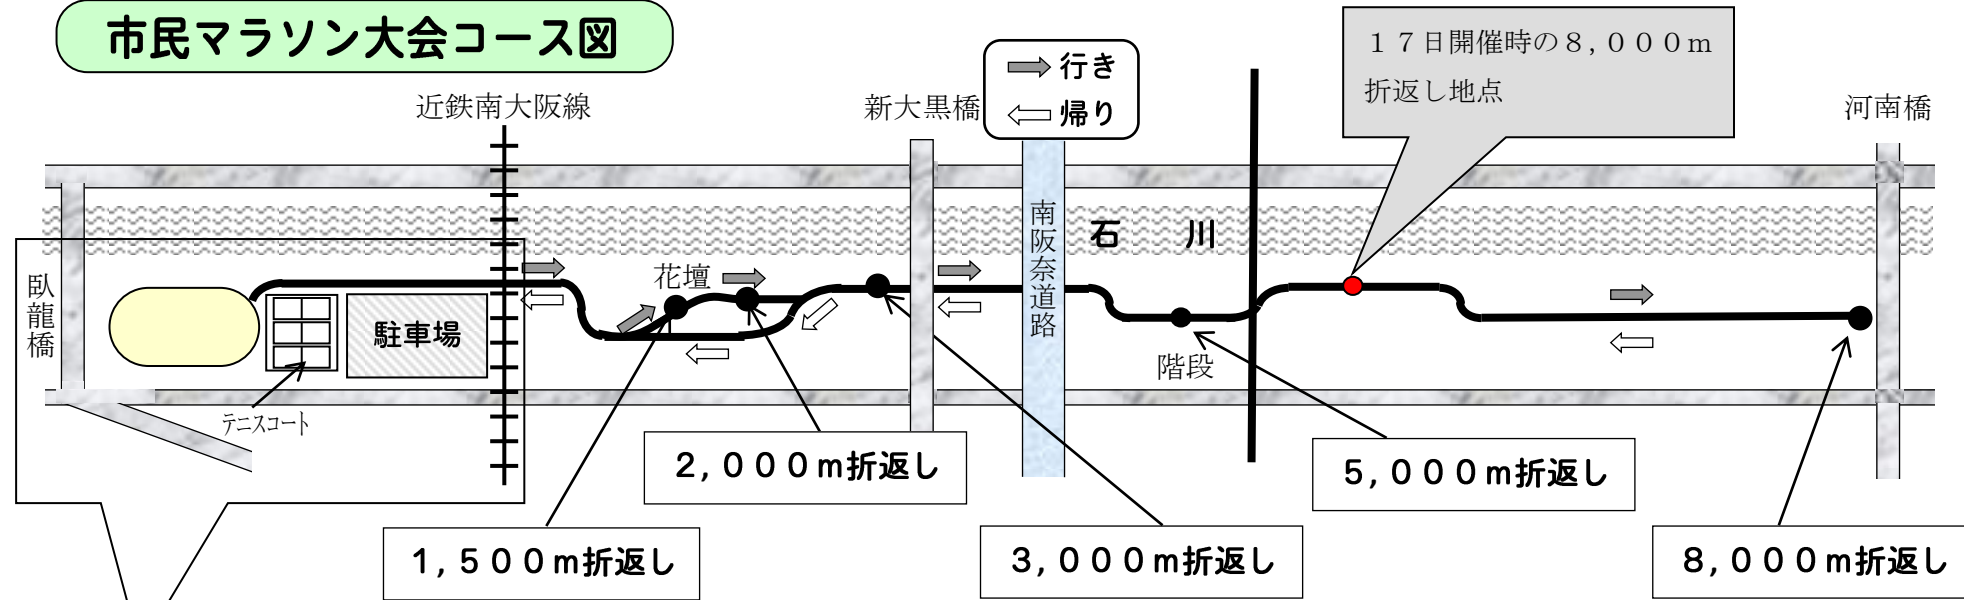 市民マラソン大会コース図
１７日開催時の８,０００ｍ
折返し地点
行き
帰り
近鉄南大阪線
新大黒橋
河南橋
南阪奈道路
石　川
臥龍橋
花壇
駐車場
階段
テニスコート
２,０００ｍ折返し
５,０００ｍ折返し
１,５００ｍ折返し
３,０００ｍ折返し
８,０００ｍ折返し